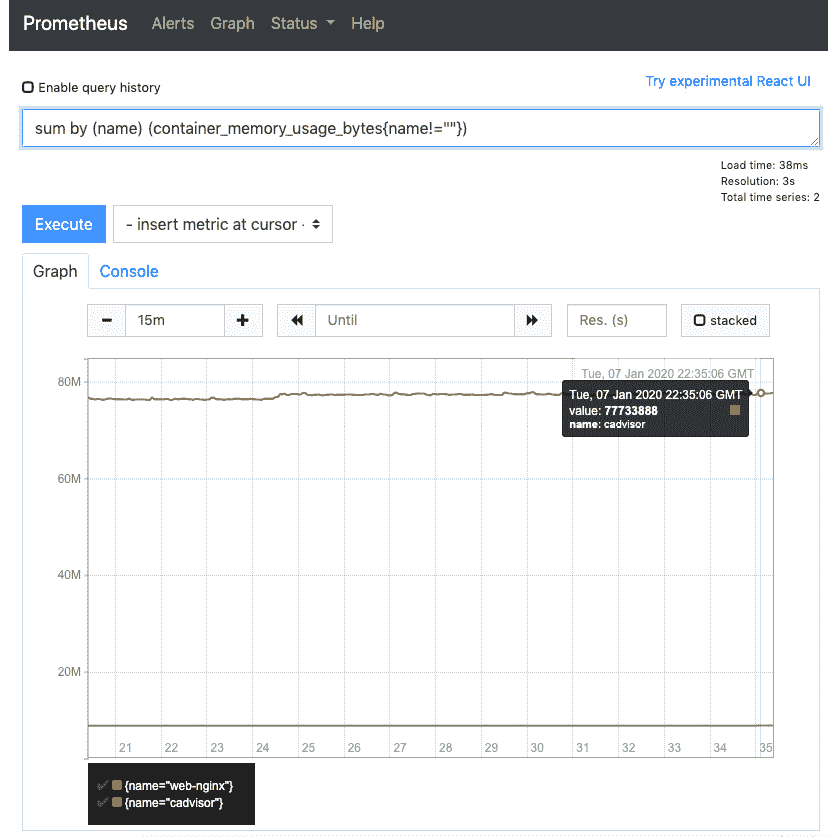 Prometheus Alerts Graph Status Help
Enable query history
Try experimental React UI
sum by (name) (container_memory_usage_bytes{name!=""})
Load time: 38ms
Resolution: 3s
Total time series: 2
Execute
- insert metric at cursor -
Graph Console
15m
Until
Res. (s)
stacked
Tue, 07 Jan 2020 22:35:06 GMT
Tue, 07 Jan 2020 22:35:06 GMT
value: 77733888
name: cadvisor
80M
60M
40M
20M
21 22 23 24 25 26 27 28 29 30 31 32 33 34 35
{name="web-nginx"}
{name="cadvisor"}